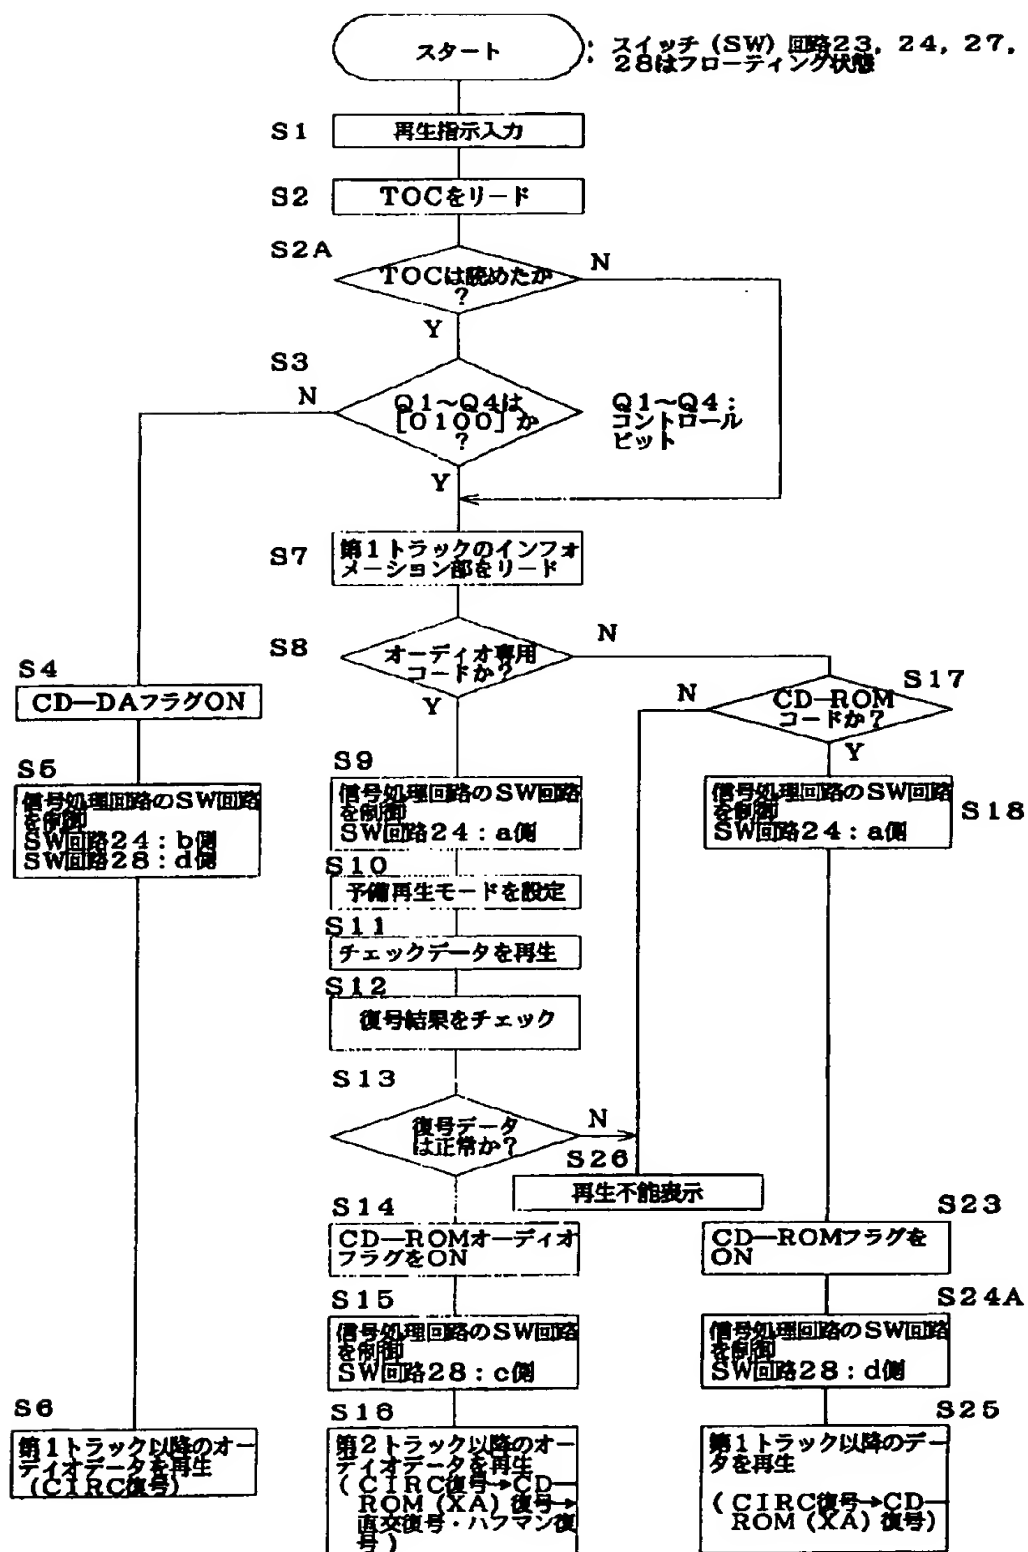 スタート
: スイッチ(SW)回路23, 24, 27,
28はフローティング状態
S1
再生指示入力
S2
TOCをリード
S2A
TOCは読めたか
?
N
Y
S3
N
Q1~Q4は
[0100]か
?
Q1~Q4:
コントロール
ビット
Y
S7
第1トラックのインフォ
メーション部をリード
S8
オーディオ専用
コードか?
N
Y
S4
CD-DAフラグON
S17
CD-ROM
コードか?
N
Y
S5
信号処理回路のSW回路
を制御
SW回路24:b側
SW回路28:d側
S9
信号処理回路のSW回路
を制御
SW回路24:a側
S18
信号処理回路のSW回路
を制御
SW回路24:a側
S10
予備再生モードを設定
S11
チェックデータを再生
S12
復号結果をチェック
S13
復号データ
は正常か?
N
S26
再生不能表示
S14
CD-ROMオーディオ
フラグをON
S23
CD-ROMフラグを
ON
S15
信号処理回路のSW回路
を制御
SW回路28:c側
S24A
信号処理回路のSW回路
を制御
SW回路28:d側
S6
第1トラック以降のオー
ディオデータを再生
(CIRC復号)
S16
第2トラック以降のオー
ディオデータを再生
(CIRC復号→CD-
ROM(XA)復号→
直交復号・ハフマン復
号)
S25
第1トラック以降のデー
タを再生
(CIRC復号→CD-
ROM(XA)復号)